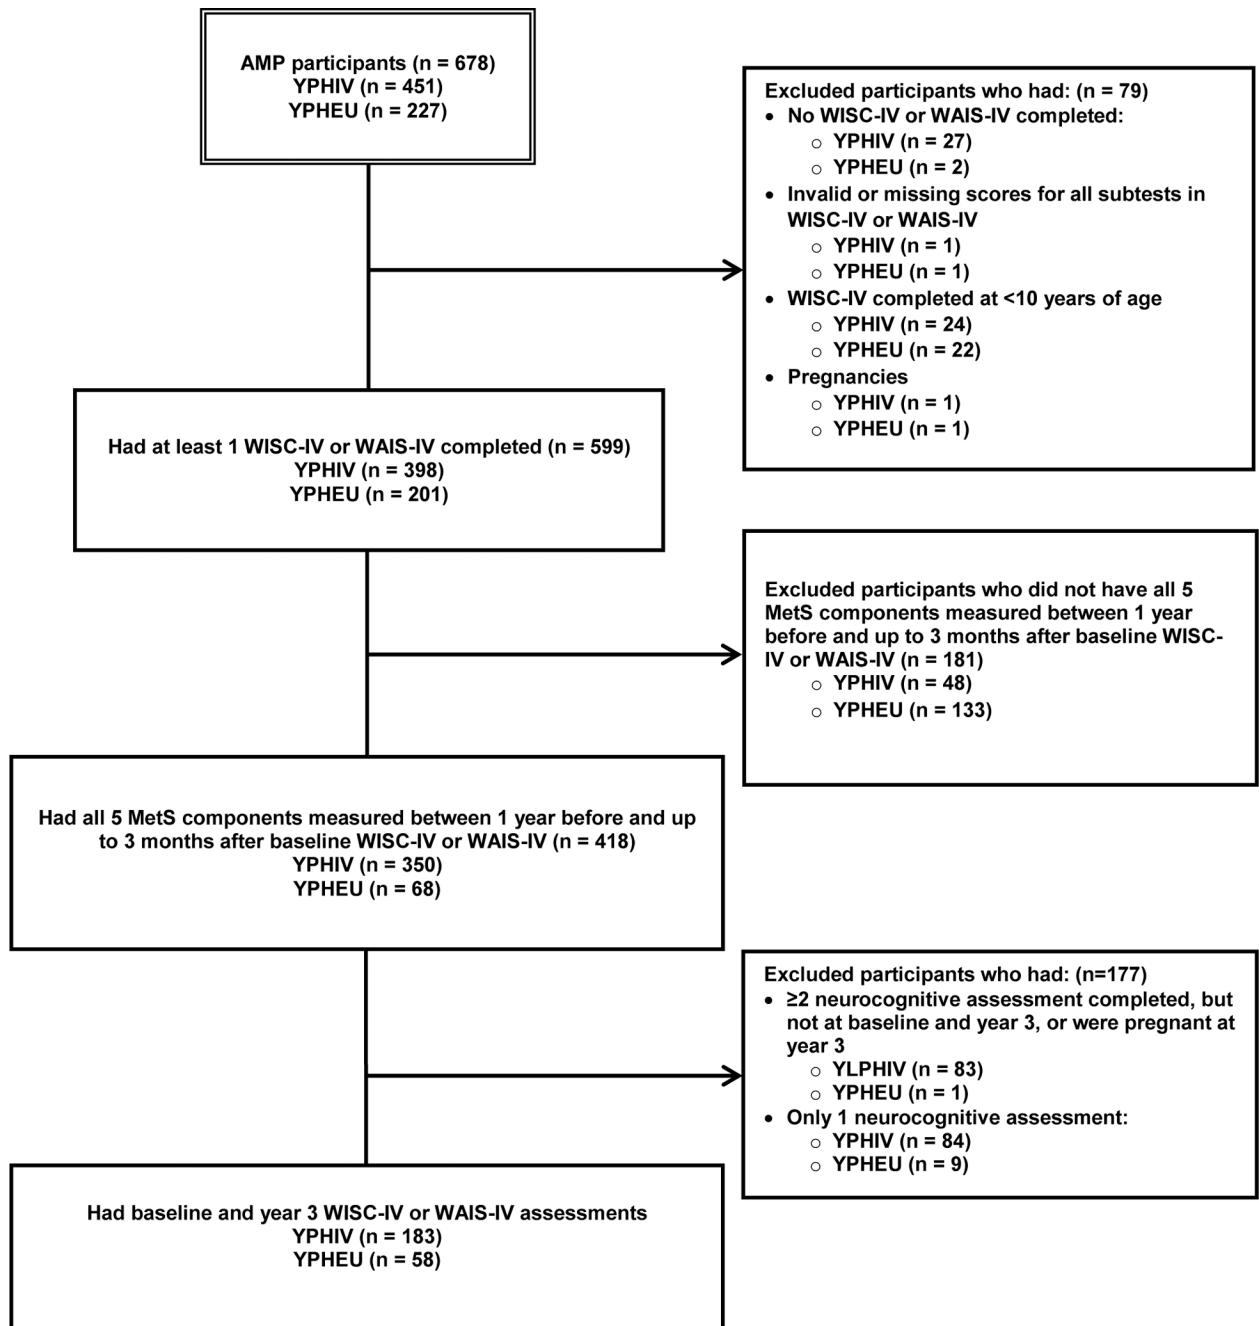 AMP participants (n = 678)
YPHIV (n = 451)
YPHEU (n = 227)
Excluded participants who had: (n = 79)
• No WISC-IV or WAIS-IV completed:
○ YPHIV (n = 27)
○ YPHEU (n = 2)
• Invalid or missing scores for all subtests in
WISC-IV or WAIS-IV
○ YPHIV (n = 1)
○ YPHEU (n = 1)
• WISC-IV completed at <10 years of age
○ YPHIV (n = 24)
○ YPHEU (n = 22)
• Pregnancies
○ YPHIV (n = 1)
○ YPHEU (n = 1)
Had at least 1 WISC-IV or WAIS-IV completed (n = 599)
YPHIV (n = 398)
YPHEU (n = 201)
Excluded participants who did not have all 5
MetS components measured between 1 year
before and up to 3 months after baseline WISC-
IV or WAIS-IV (n = 181)
○ YPHIV (n = 48)
○ YPHEU (n = 133)
Had all 5 MetS components measured between 1 year before and up
to 3 months after baseline WISC-IV or WAIS-IV (n = 418)
YPHIV (n = 350)
YPHEU (n = 68)
Excluded participants who had: (n=177)
• ≥2 neurocognitive assessment completed, but
not at baseline and year 3, or were pregnant at
year 3
○ YLPHIV (n = 83)
○ YPHEU (n = 1)
• Only 1 neurocognitive assessment:
○ YPHIV (n = 84)
○ YPHEU (n = 9)
Had baseline and year 3 WISC-IV or WAIS-IV assessments
YPHIV (n = 183)
YPHEU (n = 58)